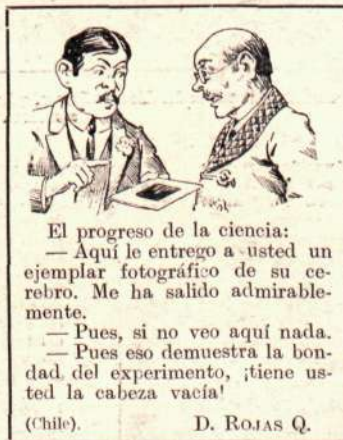 El progreso de la ciencia:
— Aquí le entrego a usted un
ejemplar fotográfico de su ce-
rebro. Me ha salido admirable-
mente.
— Pues, si no veo aquí nada.
— Pues eso demuestra la bon-
dad del experimento, ¡tiene us-
ted la cabeza vacía!
(Chile). D. ROJAS Q.